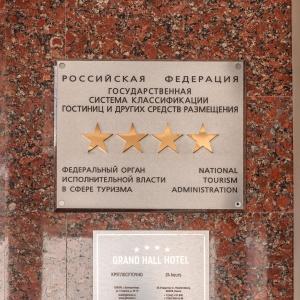 РОССИЙСКАЯ ФЕДЕРАЦИЯ
ГОСУДАРСТВЕННАЯ
СИСТЕМА КЛАССИФИКАЦИИ
ГОСТИНИЦ И ДРУГИХ СРЕДСТВ РАЗМЕЩЕНИЯ
ФЕДЕРАЛЬНЫЙ ОРГАН
ИСПОЛНИТЕЛЬНОЙ ВЛАСТИ
В СФЕРЕ ТУРИЗМА
NATIONAL
TOURISM
ADMINISTRATION
GRAND HALL HOTEL
КРУГЛОСУТОЧНО 24 hours